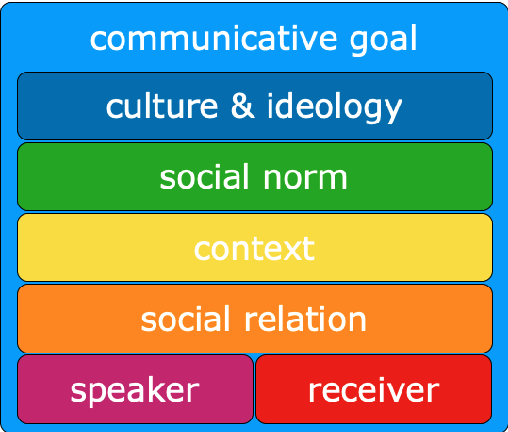 communicative goal
culture & ideology
social norm
context
social relation
speaker
receiver